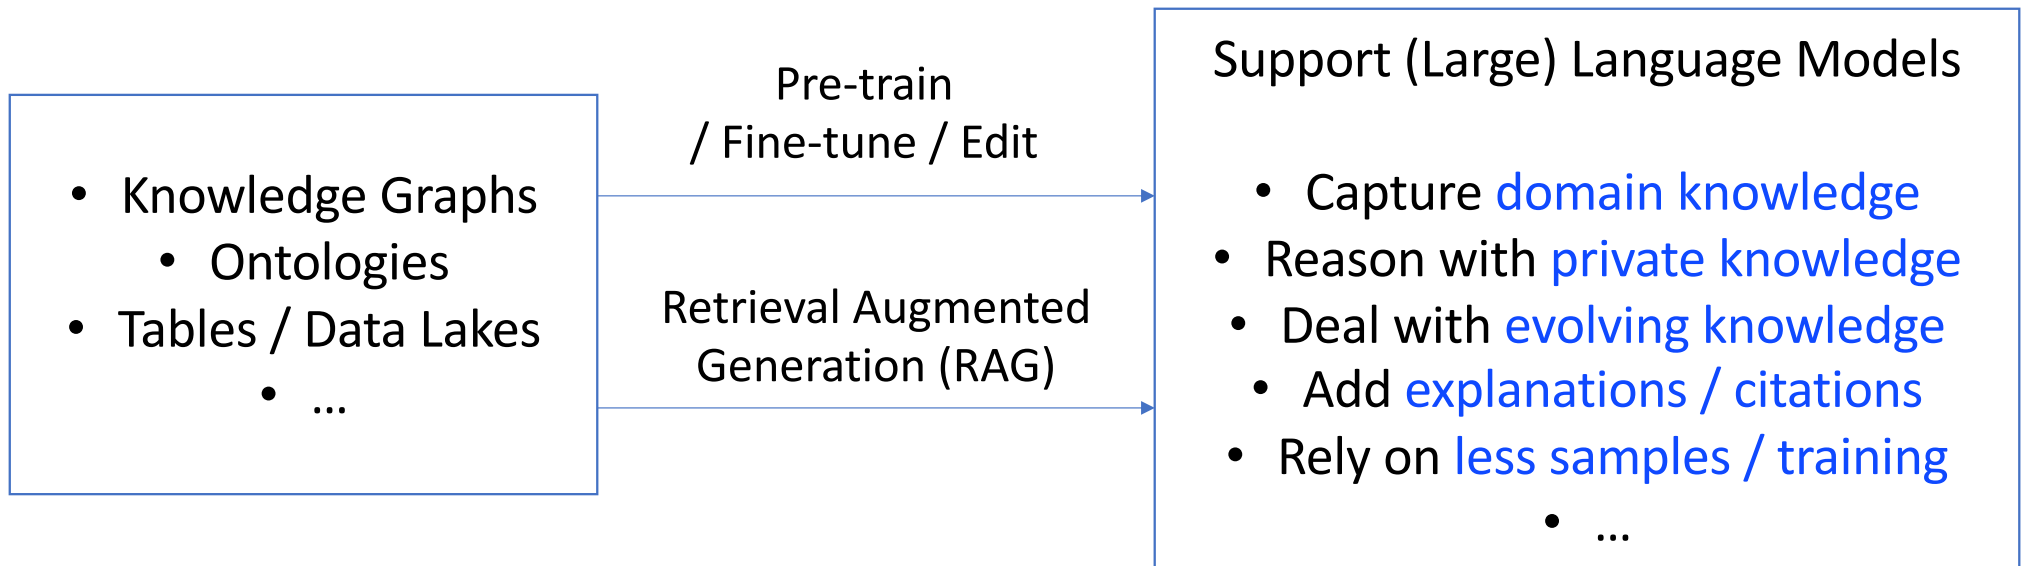 • Knowledge Graphs
• Ontologies
• Tables / Data Lakes
• ...
Pre-train
/ Fine-tune / Edit
Retrieval Augmented
Generation (RAG)
Support (Large) Language Models
• Capture domain knowledge
• Reason with private knowledge
• Deal with evolving knowledge
• Add explanations / citations
• Rely on less samples / training
• ...